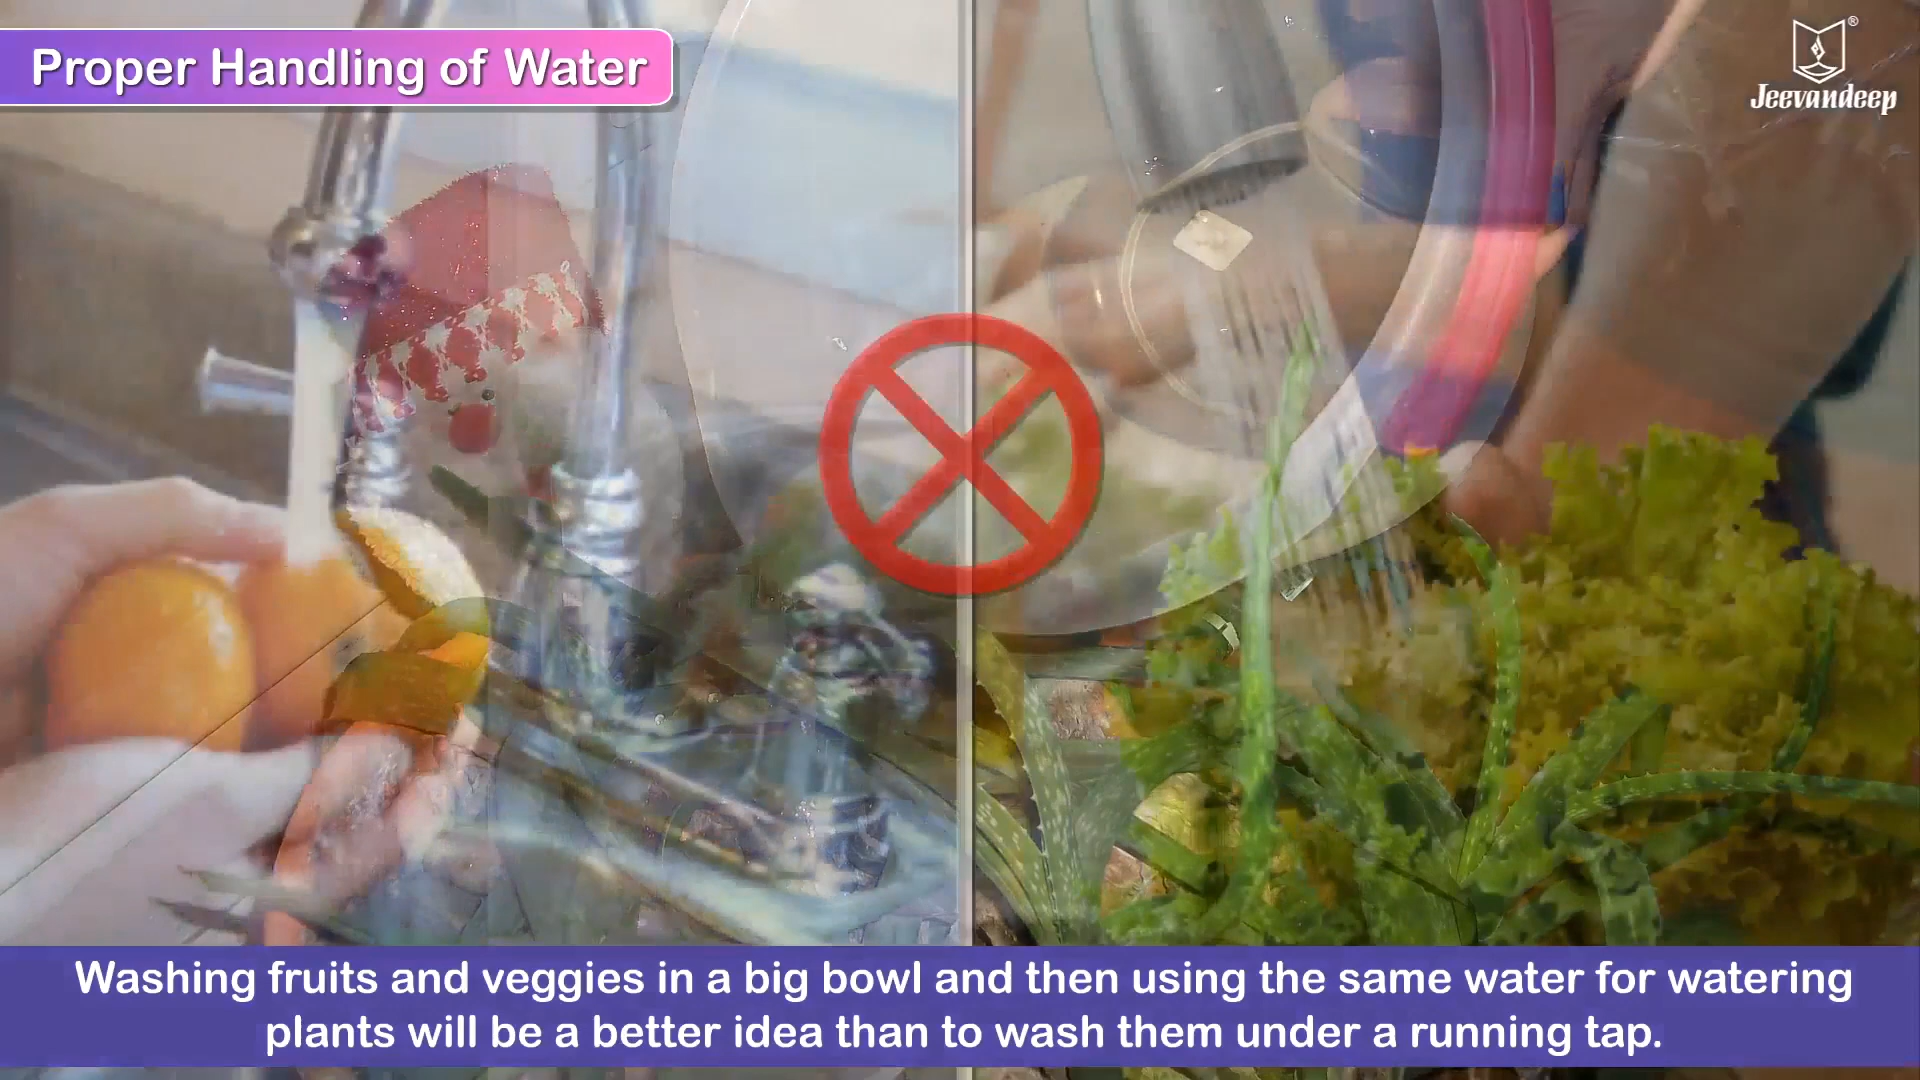 Proper Handling of Water
®
Jeevandeep
Washing fruits and veggies in a big bowl and then using the same water for watering
plants will be a better idea than to wash them under a running tap.